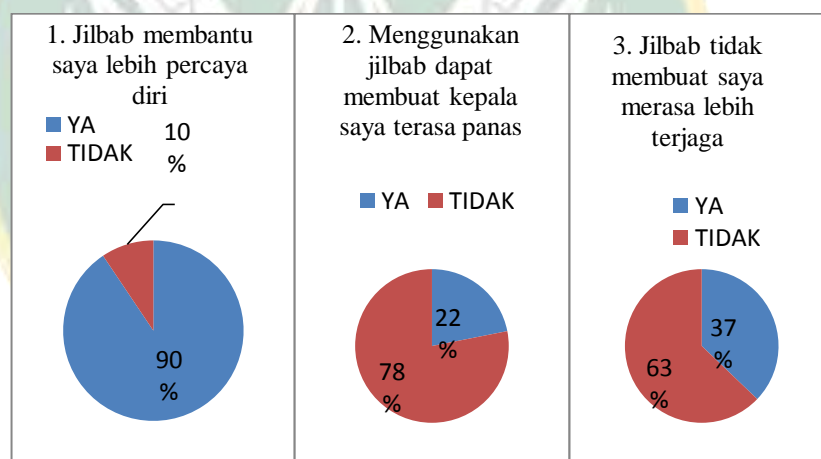 1. Jilbab membantu
saya lebih percaya
diri
YA
TIDAK
10
%
90
%
2. Menggunakan
jilbab dapat
membuat kepala
saya terasa panas
YA TIDAK
22
%
78
%
3. Jilbab tidak
membuat saya
merasa lebih
terjaga
YA
TIDAK
37
%
63
%